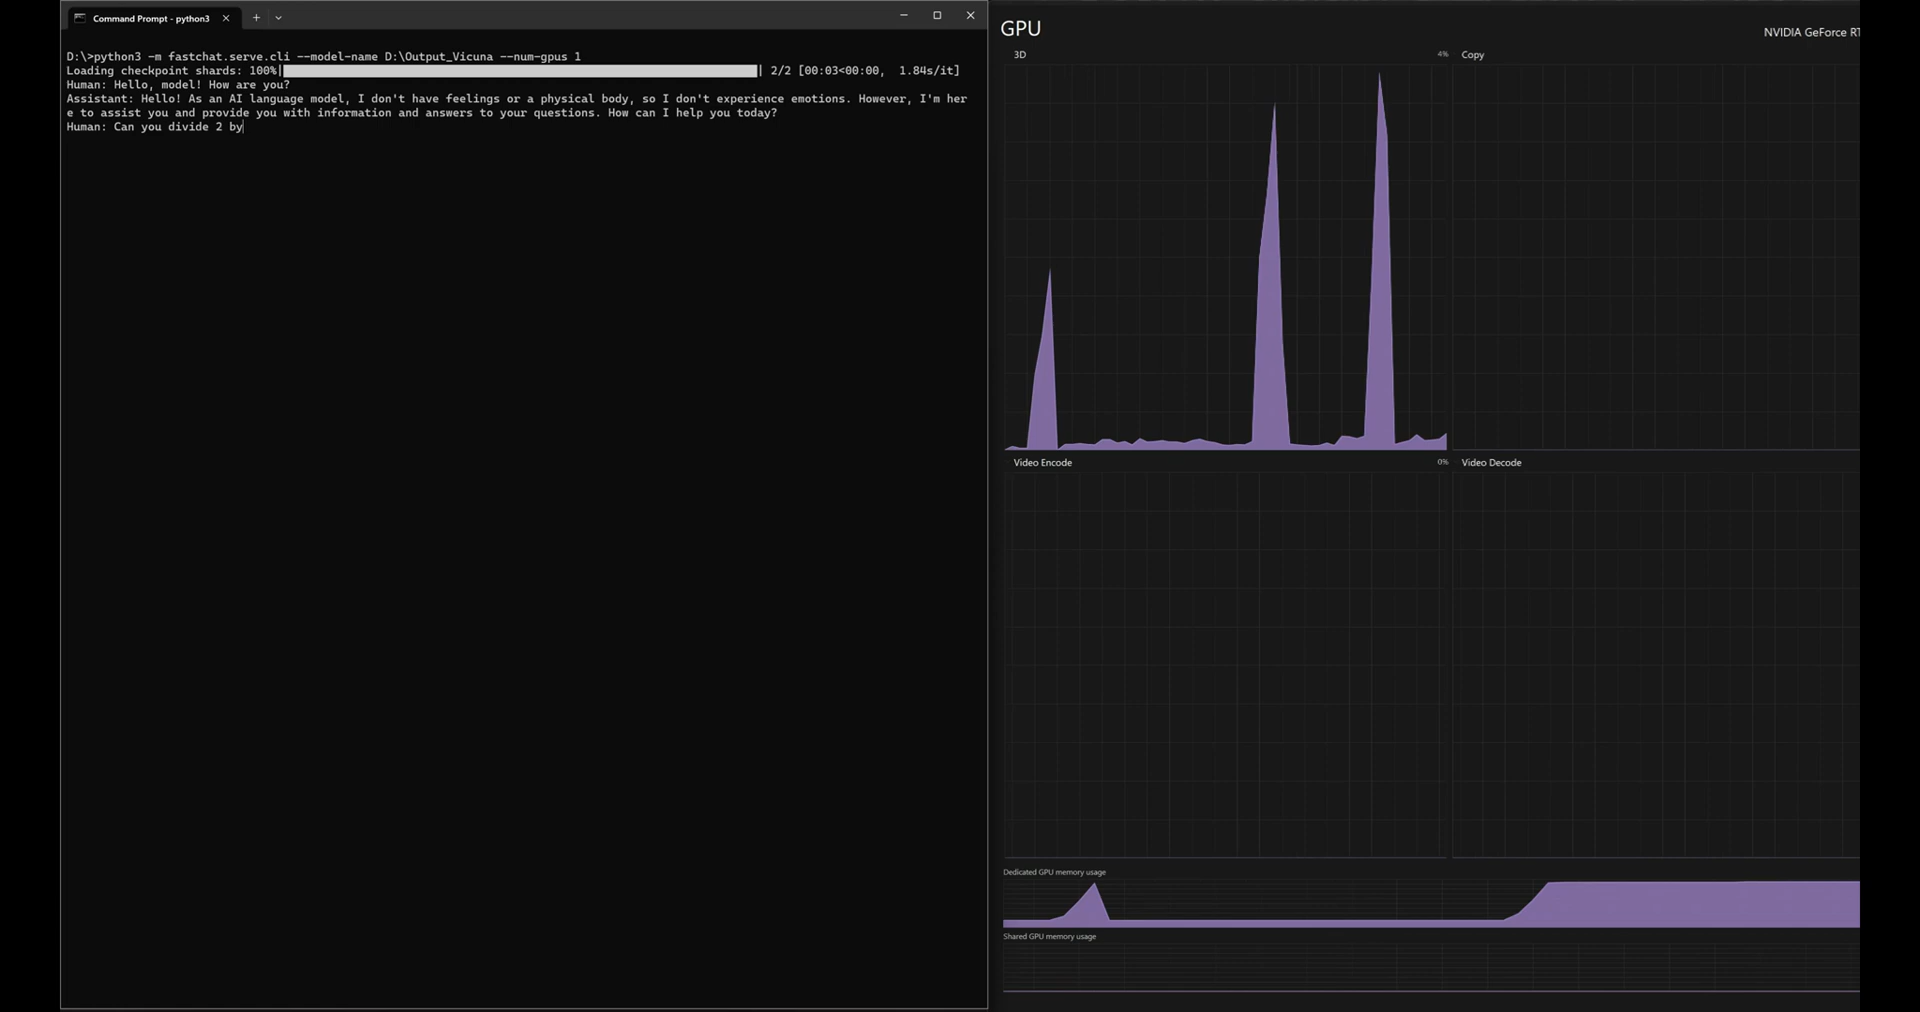 Command Prompt - python3
D:\>python3 -m fastchat.serve.cli --model-name D:\Output_Vicuna --num-gpus 1
Loading checkpoint shards: 100%| | 2/2 [00:03<00:00, 1.84s/it]
Human: Hello, model! How are you?
Assistant: Hello! As an AI language model, I don't have feelings or a physical body, so I don't experience emotions. However, I'm her
e to assist you and provide you with information and answers to your questions. How can I help you today?
Human: Can you divide 2 by
GPU
NVIDIA GeForce RT
3D 4% Copy
Video Encode 0% Video Decode
Dedicated GPU memory usage
Shared GPU memory usage